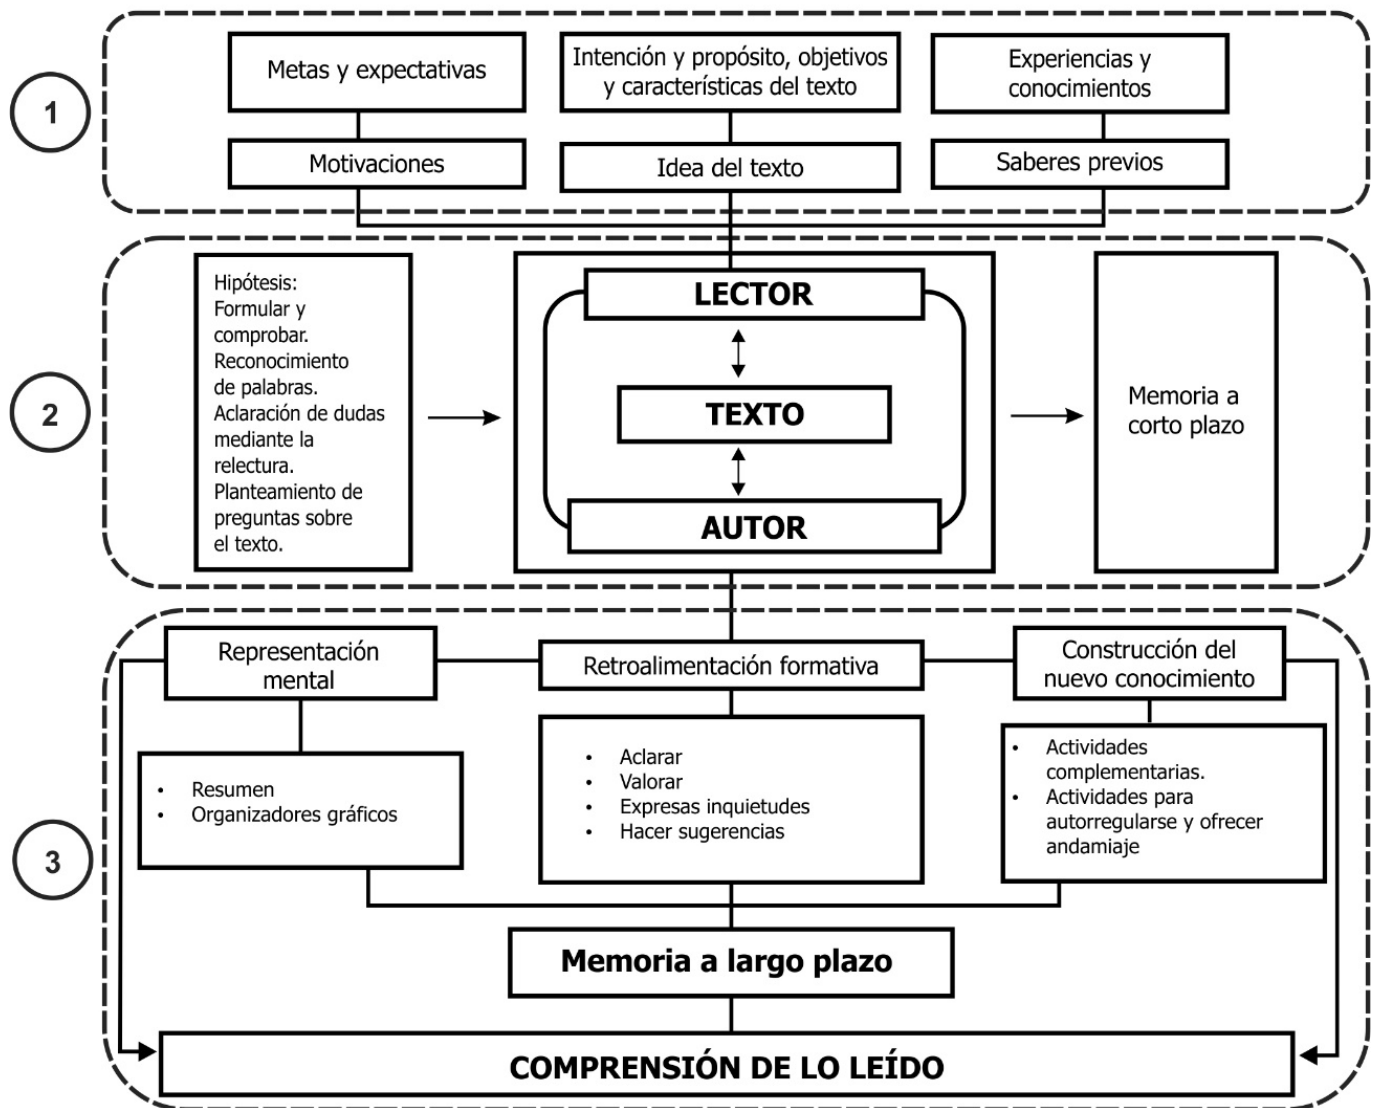 1
Metas y expectativas
Motivaciones
Intención y propósito, objetivos
y características del texto
Idea del texto
Experiencias y
conocimientos
Saberes previos
2
Hipótesis:
Formular y
comprobar.
Reconocimiento
de palabras.
Aclaración de dudas
mediante la
relectura.
Planteamiento de
preguntas sobre
el texto.
LECTOR
TEXTO
AUTOR
Memoria a
corto plazo
3
Representación
mental
• Resumen
• Organizadores gráficos
Retroalimentación formativa
• Aclarar
• Valorar
• Expresas inquietudes
• Hacer sugerencias
Construcción del
nuevo conocimiento
• Actividades
complementarias.
• Actividades para
autorregularse y ofrecer
andamiaje
Memoria a largo plazo
COMPRENSIÓN DE LO LEÍDO